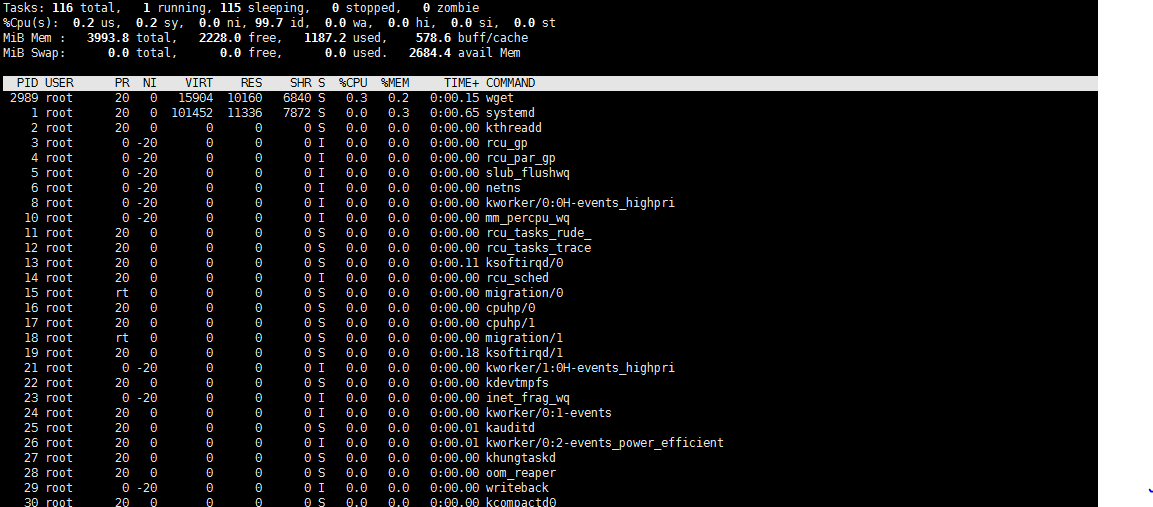 Tasks: 116 total,   1 running, 115 sleeping,   0 stopped,   0 zombie
%Cpu(s):  0.2 us,  0.2 sy,  0.0 ni, 99.7 id,  0.0 wa,  0.0 hi,  0.0 si,  0.0 st
MiB Mem :   3993.8 total,   2228.0 free,   1187.2 used,    578.6 buff/cache
MiB Swap:      0.0 total,      0.0 free,      0.0 used.   2684.4 avail Mem
PID USER      PR  NI    VIRT    RES    SHR S  %CPU  %MEM     TIME+ COMMAND
2989 root      20   0   15904  10160   6840 S   0.3   0.2   0:00.15 wget
1 root      20   0  101452  11336   7872 S   0.0   0.3   0:00.65 systemd
2 root      20   0       0      0      0 S   0.0   0.0   0:00.00 kthreadd
3 root       0 -20       0      0      0 I   0.0   0.0   0:00.00 rcu_gp
4 root       0 -20       0      0      0 I   0.0   0.0   0:00.00 rcu_par_gp
5 root       0 -20       0      0      0 I   0.0   0.0   0:00.00 slub_flushwq
6 root       0 -20       0      0      0 I   0.0   0.0   0:00.00 netns
8 root       0 -20       0      0      0 I   0.0   0.0   0:00.00 kworker/0:0H-events_highpri
10 root       0 -20       0      0      0 I   0.0   0.0   0:00.00 mm_percpu_wq
11 root      20   0       0      0      0 S   0.0   0.0   0:00.00 rcu_tasks_rude_
12 root      20   0       0      0      0 S   0.0   0.0   0:00.00 rcu_tasks_trace
13 root      20   0       0      0      0 S   0.0   0.0   0:00.11 ksoftirqd/0
14 root      20   0       0      0      0 I   0.0   0.0   0:00.00 rcu_sched
15 root      rt   0       0      0      0 S   0.0   0.0   0:00.00 migration/0
16 root      20   0       0      0      0 S   0.0   0.0   0:00.00 cpuhp/0
17 root      20   0       0      0      0 S   0.0   0.0   0:00.00 cpuhp/1
18 root      rt   0       0      0      0 S   0.0   0.0   0:00.00 migration/1
19 root      20   0       0      0      0 S   0.0   0.0   0:00.18 ksoftirqd/1
21 root       0 -20       0      0      0 I   0.0   0.0   0:00.00 kworker/1:0H-events_highpri
22 root      20   0       0      0      0 S   0.0   0.0   0:00.00 kdevtmpfs
23 root       0 -20       0      0      0 I   0.0   0.0   0:00.00 inet_frag_wq
24 root      20   0       0      0      0 I   0.0   0.0   0:00.00 kworker/0:1-events
25 root      20   0       0      0      0 S   0.0   0.0   0:00.01 kauditd
26 root      20   0       0      0      0 I   0.0   0.0   0:00.01 kworker/0:2-events_power_efficient
27 root      20   0       0      0      0 S   0.0   0.0   0:00.00 khungtaskd
28 root      20   0       0      0      0 S   0.0   0.0   0:00.00 oom_reaper
29 root       0 -20       0      0      0 I   0.0   0.0   0:00.00 writeback
30 root      20   0       0      0      0 S   0.0   0.0   0:00.00 kcompactd0